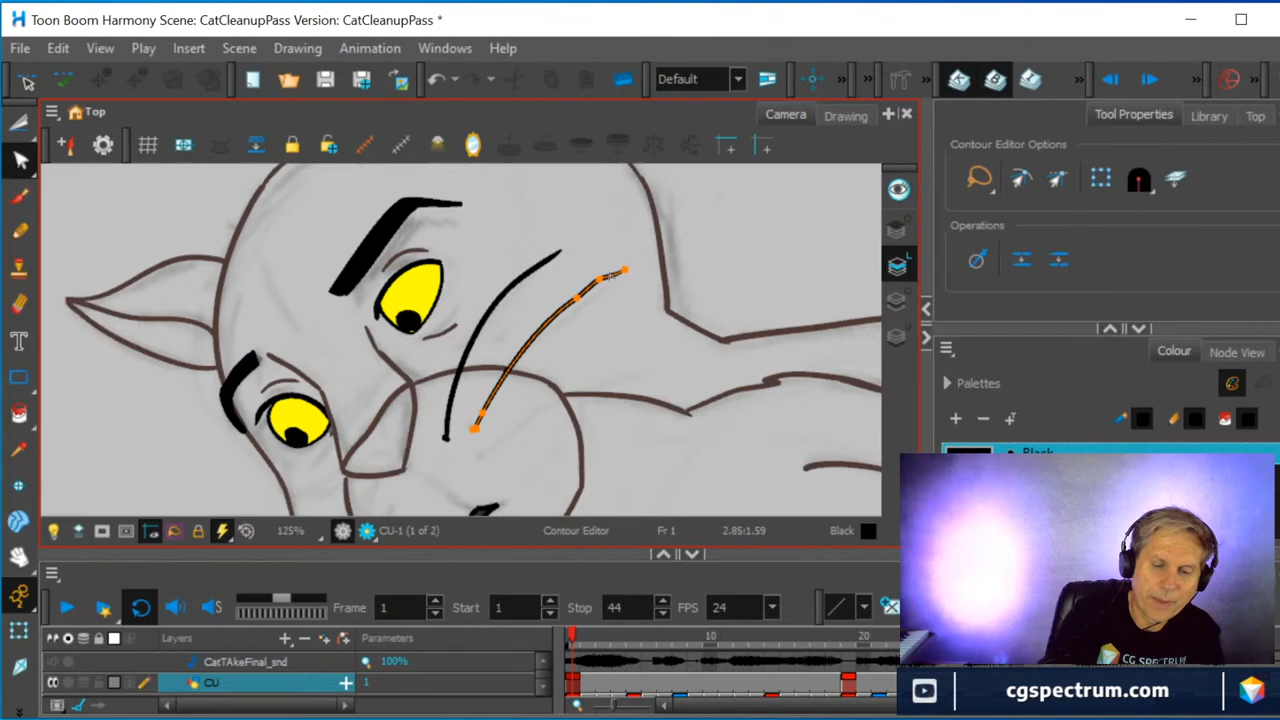 Toon Boom Harmony Scene: CatCleanupPass Version: CatCleanupPass *
File Edit View Play Insert Scene Drawing Animation Windows Help
Default
Top
Camera Drawing
Tool Properties Library Top
Contour Editor Options
Operations
Colour Node View
Palettes
Black
125% CU-1 (1 of 2) Contour Editor Fr 1 2.85:1.59 Black
Frame 1 Start 1 Stop 44 FPS 24
Layers Parameters 10 20
CatTAkeFinal_snd 100%
CU 1
CG SPECTRUM
cgspectrum.com